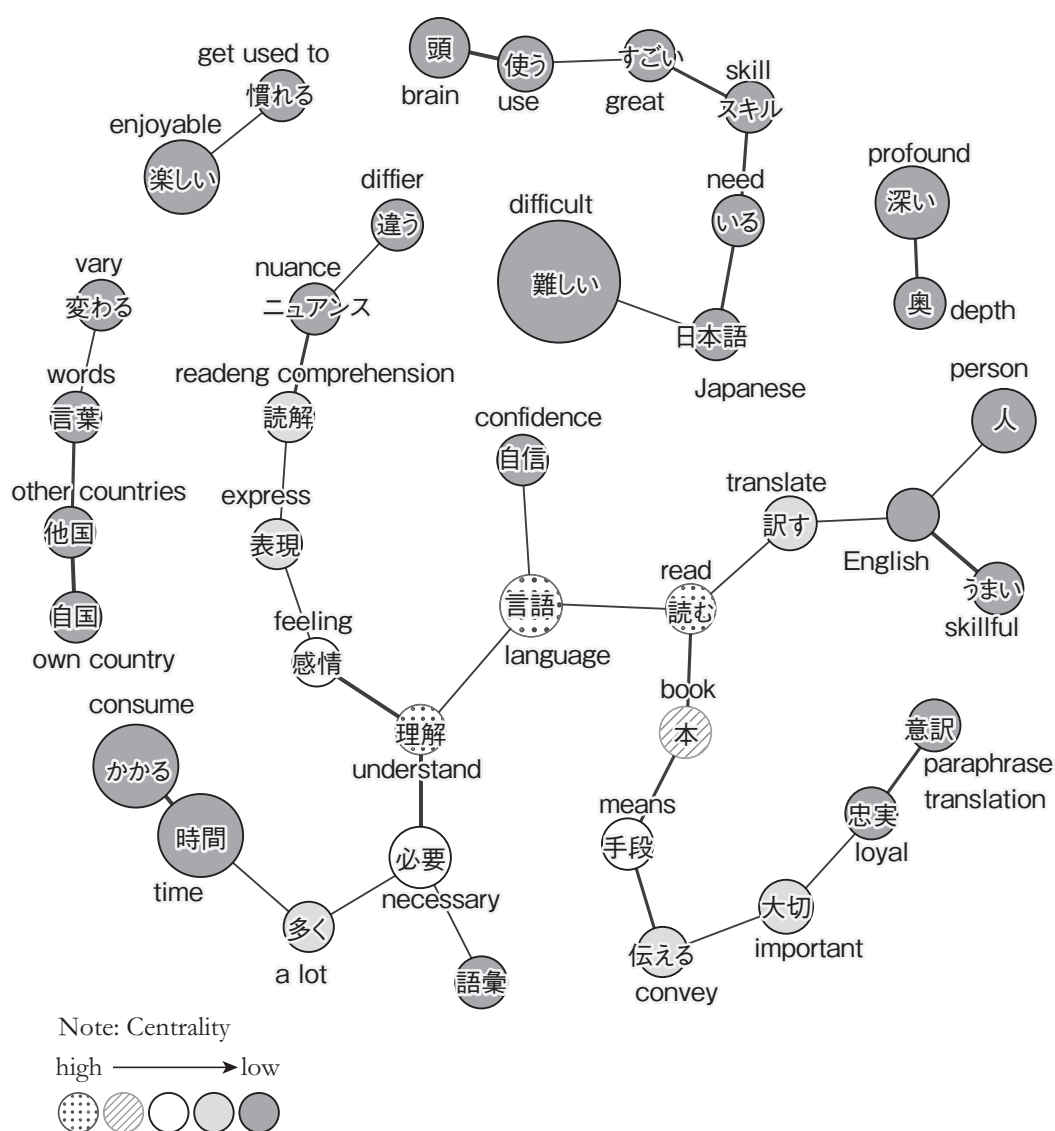 get used to
慣れる
enjoyable
楽しい
頭
brain
使う
use
すごい
great
skill
スキル
need
いる
difficult
難しい
日本語
Japanese
profound
深い
奥
depth
vary
変わる
words
言葉
other countries
他国
自国
own country
diffier
違う
nuance
ニュアンス
readeng comprehension
読解
express
表現
feeling
感情
confidence
自信
言語
language
理解
understand
person
人
translate
訳す
English
うまい
skillful
read
読む
book
本
means
手段
伝える
convey
大切
important
忠実
loyal
意訳
paraphrase
translation
consume
かかる
時間
time
多く
a lot
必要
necessary
語彙
Note: Centrality
high
low